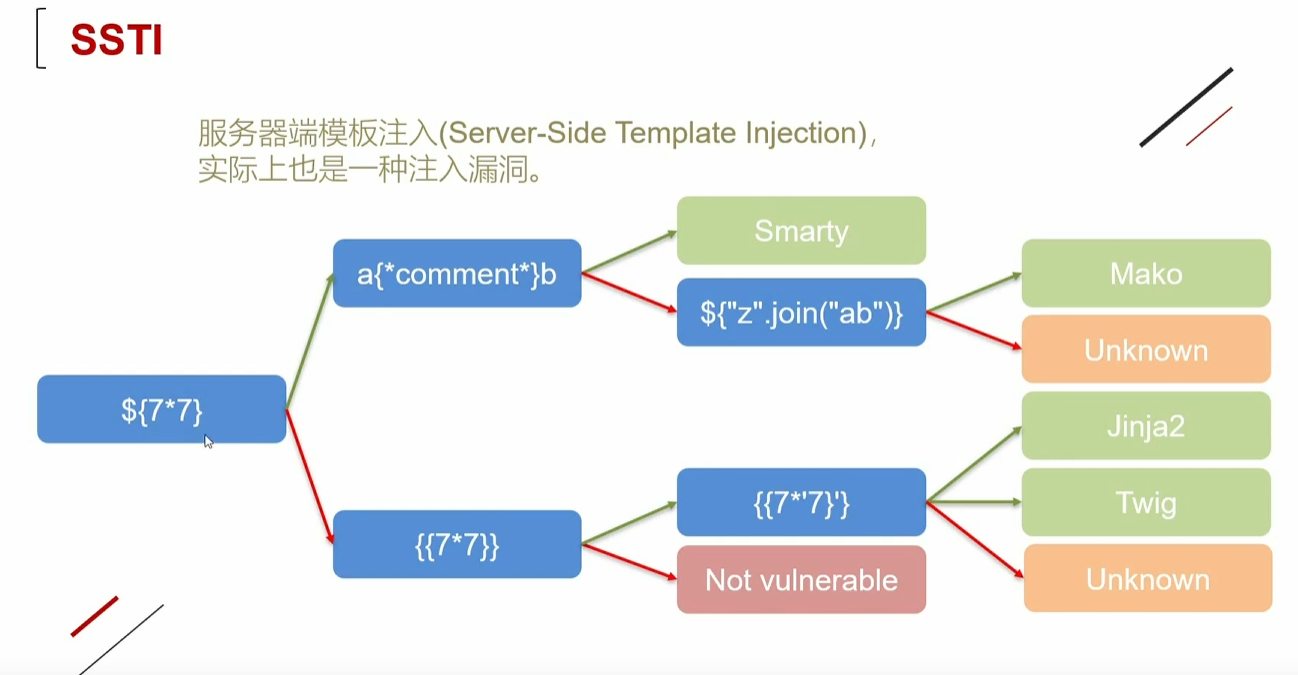 SSTI
服务器端模板注入(Server-Side Template Injection),
实际上也是一种注入漏洞。
Smarty
a{*comment*}b
Mako
${"z".join("ab")}
Unknown
${7*7}
Jinja2
{{7*'7}'}
Twig
{{7*7}}
Not vulnerable
Unknown